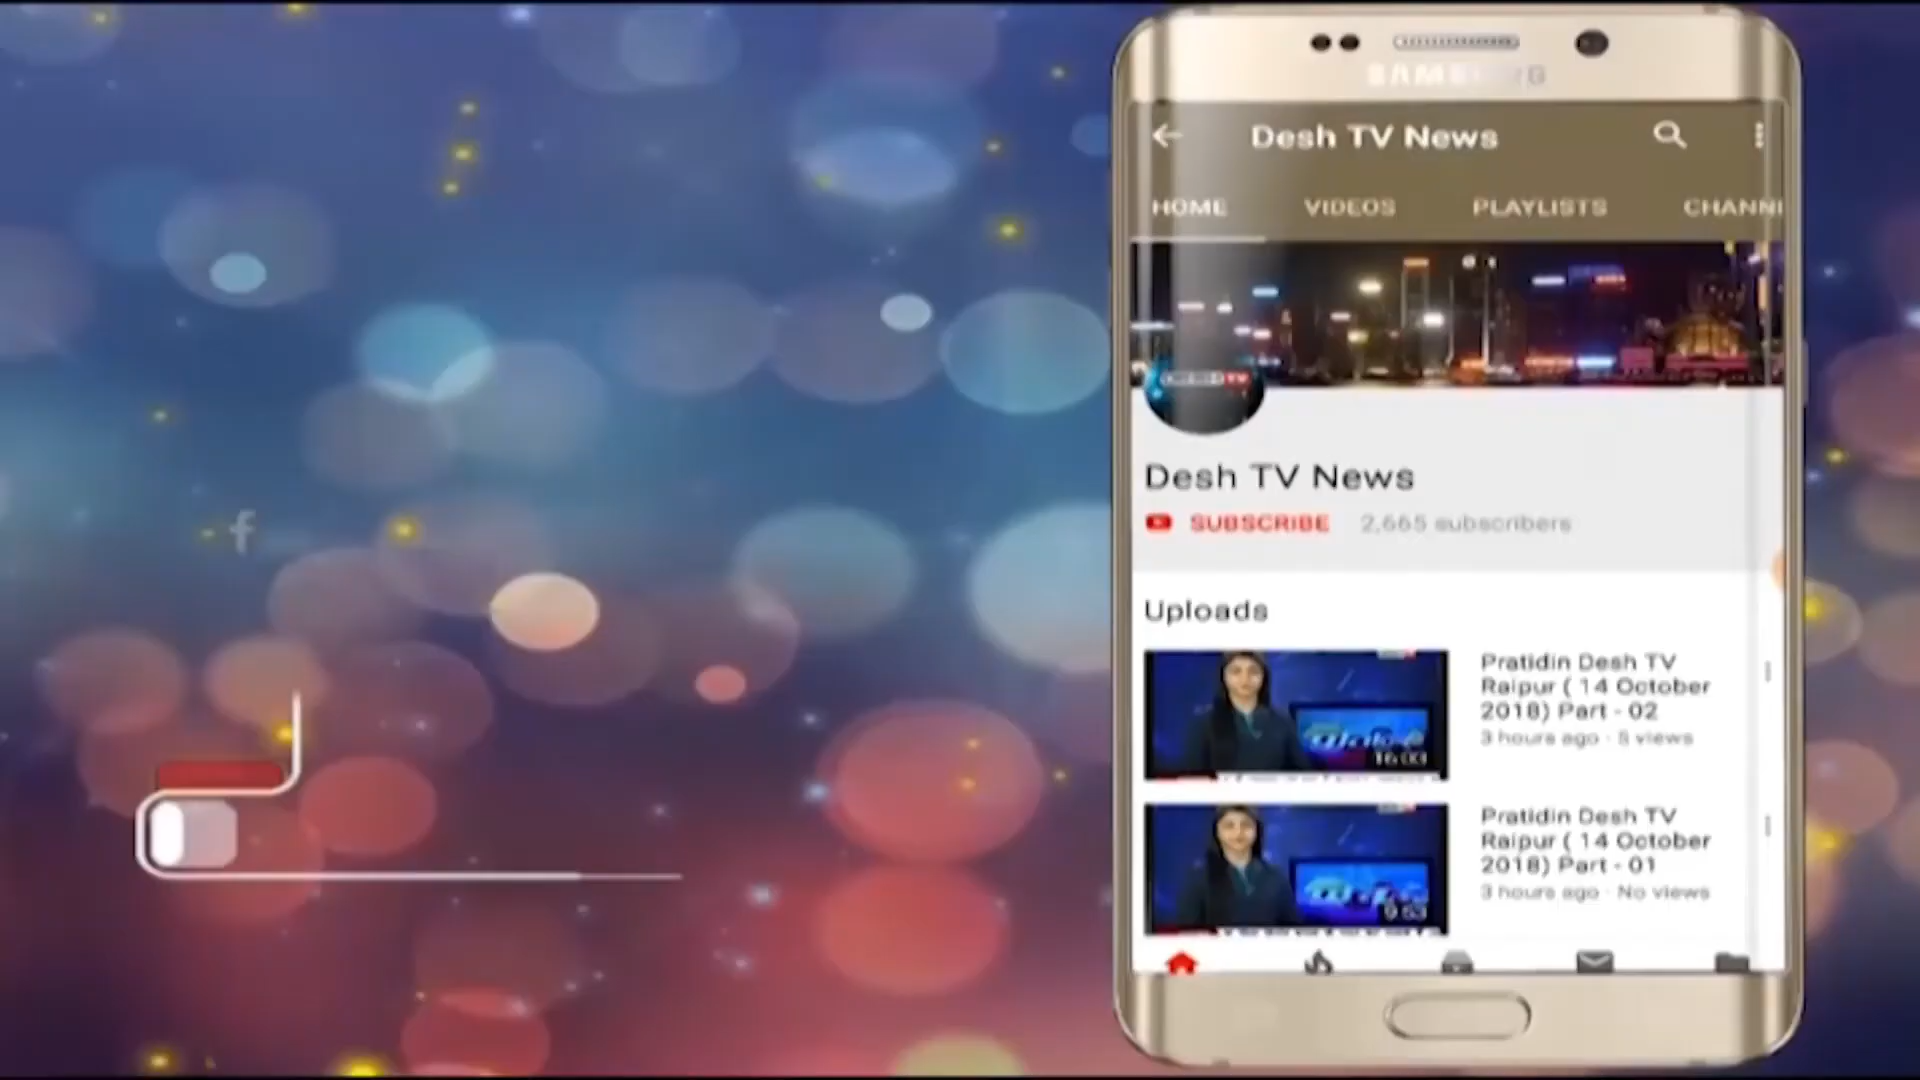 SAMSUNG
Desh TV News
HOME VIDEOS PLAYLISTS CHANN
Desh TV News
SUBSCRIBE 2,665 subscribers
Uploads
Pratidin Desh TV
Raipur ( 14 October
2018) Part - 02
3 hours ago · 5 views
16:03
Pratidin Desh TV
Raipur ( 14 October
2018) Part - 01
3 hours ago · No views
9:53
f